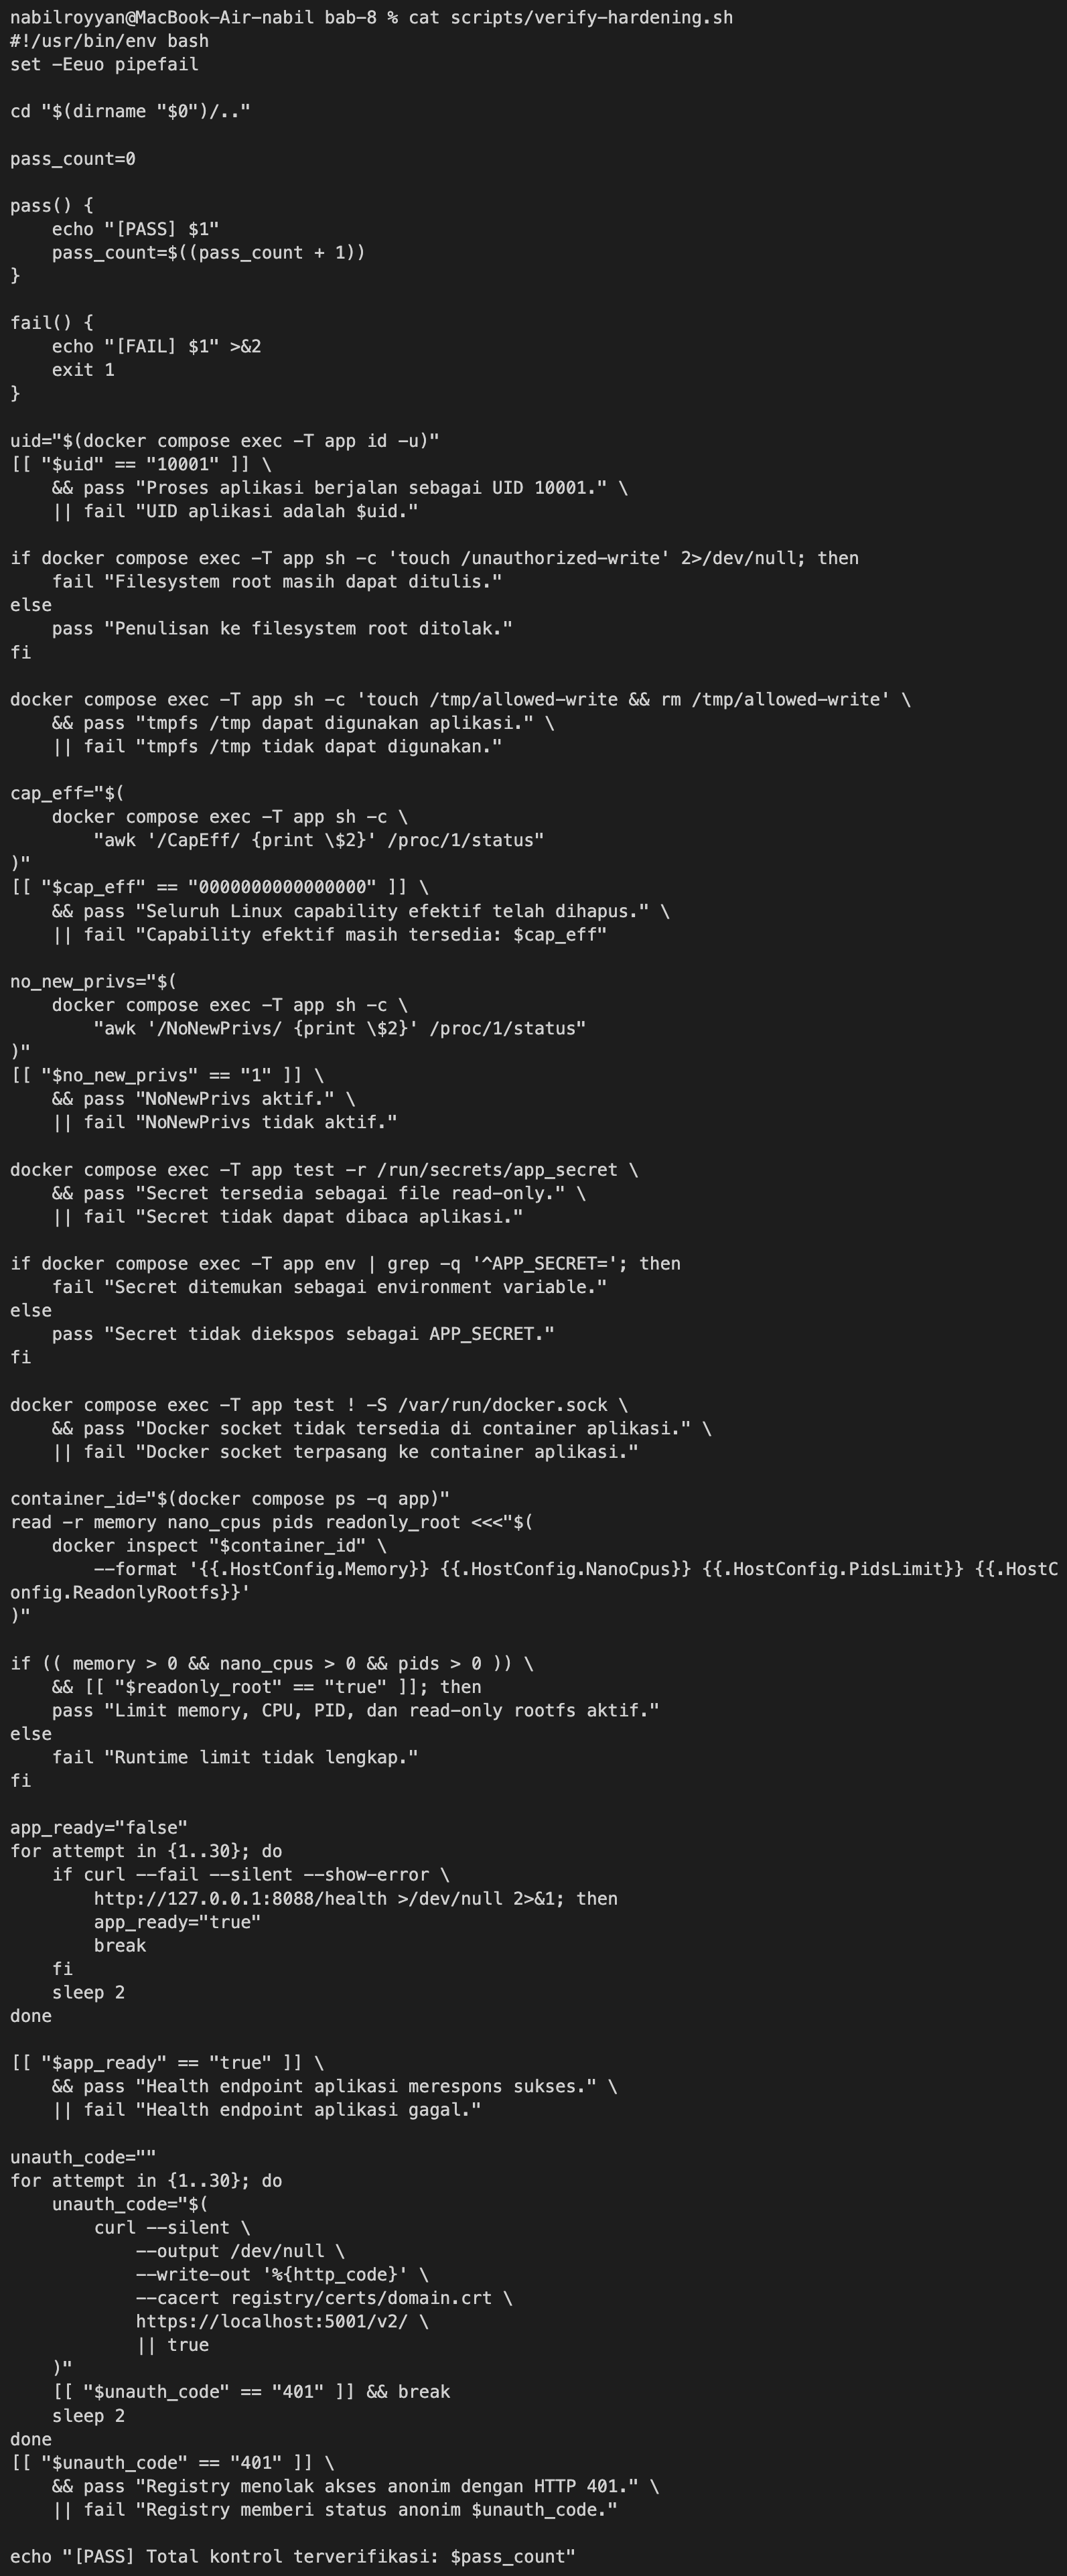 nabilroyyan@MacBook-Air-nabil bab-8 % cat scripts/verify-hardening.sh
#!/usr/bin/env bash
set -Eeuo pipefail

cd "$(dirname "$0")/.."

pass_count=0

pass() {
    echo "[PASS] $1"
    pass_count=$((pass_count + 1))
}

fail() {
    echo "[FAIL] $1" >&2
    exit 1
}

uid="$(docker compose exec -T app id -u)"
[[ "$uid" == "10001" ]] \
    && pass "Proses aplikasi berjalan sebagai UID 10001." \
    || fail "UID aplikasi adalah $uid."

if docker compose exec -T app sh -c 'touch /unauthorized-write' 2>/dev/null; then
    fail "Filesystem root masih dapat ditulis."
else
    pass "Penulisan ke filesystem root ditolak."
fi

docker compose exec -T app sh -c 'touch /tmp/allowed-write && rm /tmp/allowed-write' \
    && pass "tmpfs /tmp dapat digunakan aplikasi." \
    || fail "tmpfs /tmp tidak dapat digunakan."

cap_eff="$(
    docker compose exec -T app sh -c \
        "awk '/CapEff/ {print \$2}' /proc/1/status"
)"
[[ "$cap_eff" == "0000000000000000" ]] \
    && pass "Seluruh Linux capability efektif telah dihapus." \
    || fail "Capability efektif masih tersedia: $cap_eff"

no_new_privs="$(
    docker compose exec -T app sh -c \
        "awk '/NoNewPrivs/ {print \$2}' /proc/1/status"
)"
[[ "$no_new_privs" == "1" ]] \
    && pass "NoNewPrivs aktif." \
    || fail "NoNewPrivs tidak aktif."

docker compose exec -T app test -r /run/secrets/app_secret \
    && pass "Secret tersedia sebagai file read-only." \
    || fail "Secret tidak dapat dibaca aplikasi."

if docker compose exec -T app env | grep -q '^APP_SECRET='; then
    fail "Secret ditemukan sebagai environment variable."
else
    pass "Secret tidak diekspos sebagai APP_SECRET."
fi

docker compose exec -T app test ! -S /var/run/docker.sock \
    && pass "Docker socket tidak tersedia di container aplikasi." \
    || fail "Docker socket terpasang ke container aplikasi."

container_id="$(docker compose ps -q app)"
read -r memory nano_cpus pids readonly_root <<<"$(
    docker inspect "$container_id" \
        --format '{{.HostConfig.Memory}} {{.HostConfig.NanoCpus}} {{.HostConfig.PidsLimit}} {{.HostC
onfig.ReadonlyRootfs}}'
)"

if (( memory > 0 && nano_cpus > 0 && pids > 0 )) \
    && [[ "$readonly_root" == "true" ]]; then
    pass "Limit memory, CPU, PID, dan read-only rootfs aktif."
else
    fail "Runtime limit tidak lengkap."
fi

app_ready="false"
for attempt in {1..30}; do
    if curl --fail --silent --show-error \
        http://127.0.0.1:8088/health >/dev/null 2>&1; then
        app_ready="true"
        break
    fi
    sleep 2
done

[[ "$app_ready" == "true" ]] \
    && pass "Health endpoint aplikasi merespons sukses." \
    || fail "Health endpoint aplikasi gagal."

unauth_code=""
for attempt in {1..30}; do
    unauth_code="$(
        curl --silent \
            --output /dev/null \
            --write-out '%{http_code}' \
            --cacert registry/certs/domain.crt \
            https://localhost:5001/v2/ \
            || true
    )"
    [[ "$unauth_code" == "401" ]] && break
    sleep 2
done
[[ "$unauth_code" == "401" ]] \
    && pass "Registry menolak akses anonim dengan HTTP 401." \
    || fail "Registry memberi status anonim $unauth_code."

echo "[PASS] Total kontrol terverifikasi: $pass_count"